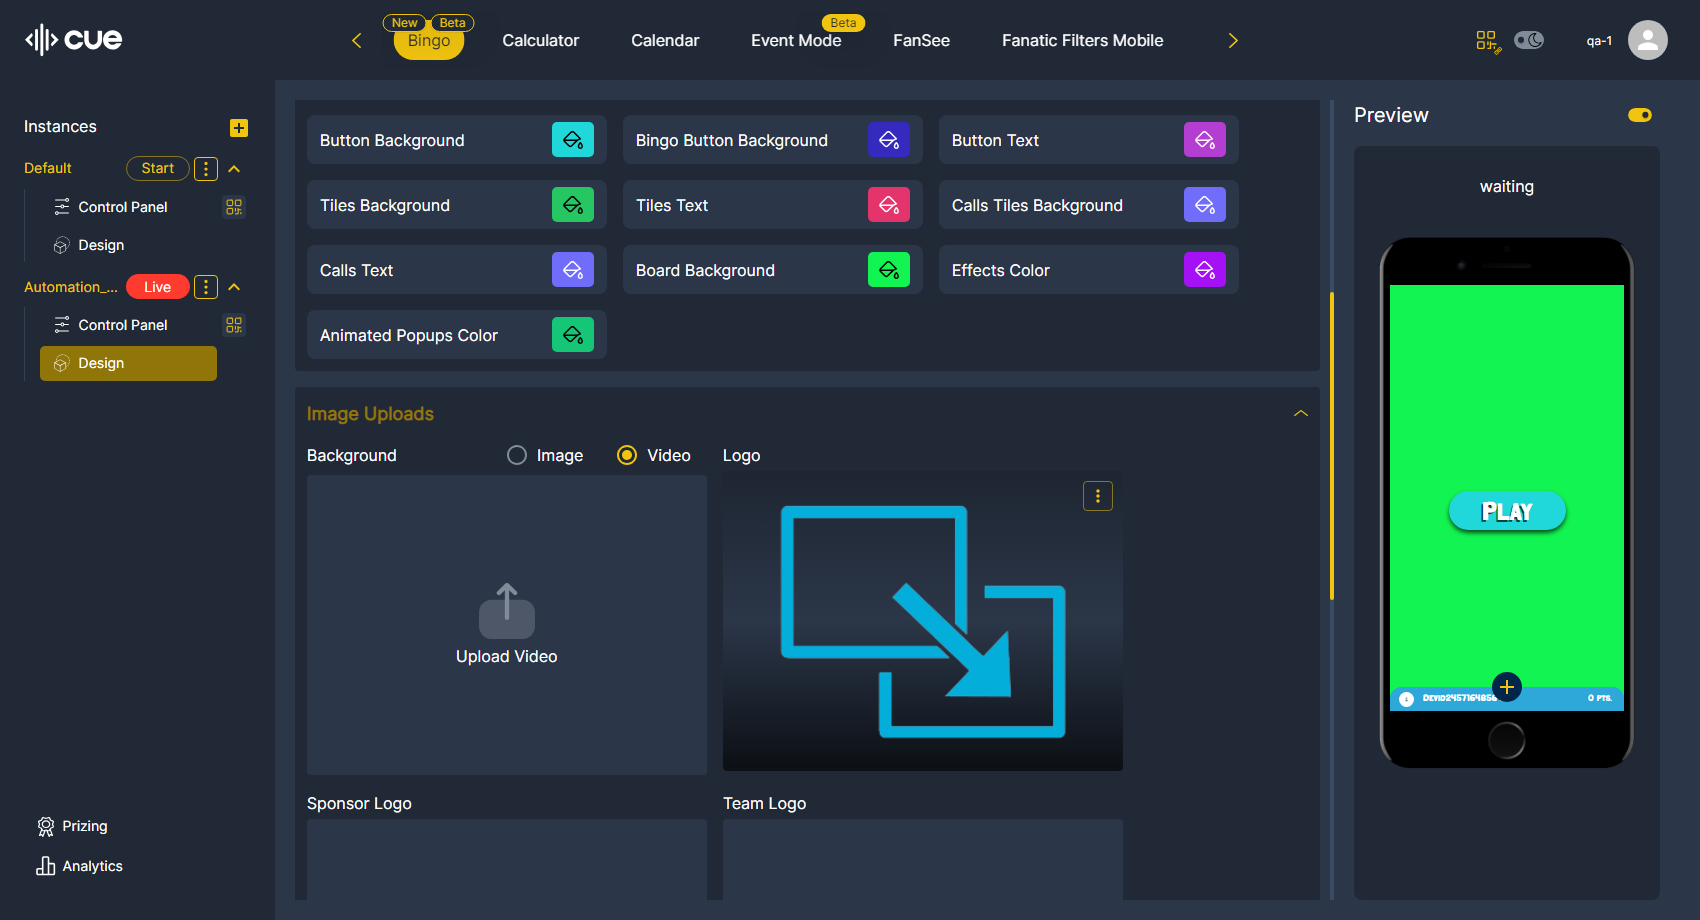 cue
New
Beta
Bingo
Calculator
Calendar
Beta
Event Mode
FanSee
Fanatic Filters Mobile
qa-1
Instances
Default
Start
Control Panel
Design
Automation_...
Live
Control Panel
Design
Prizing
Analytics
Button Background
Bingo Button Background
Button Text
Tiles Background
Tiles Text
Calls Tiles Background
Calls Text
Board Background
Effects Color
Animated Popups Color
Image Uploads
Background
Image
Video
Logo
Upload Video
Sponsor Logo
Team Logo
Preview
waiting
PLAY
0 PTS.